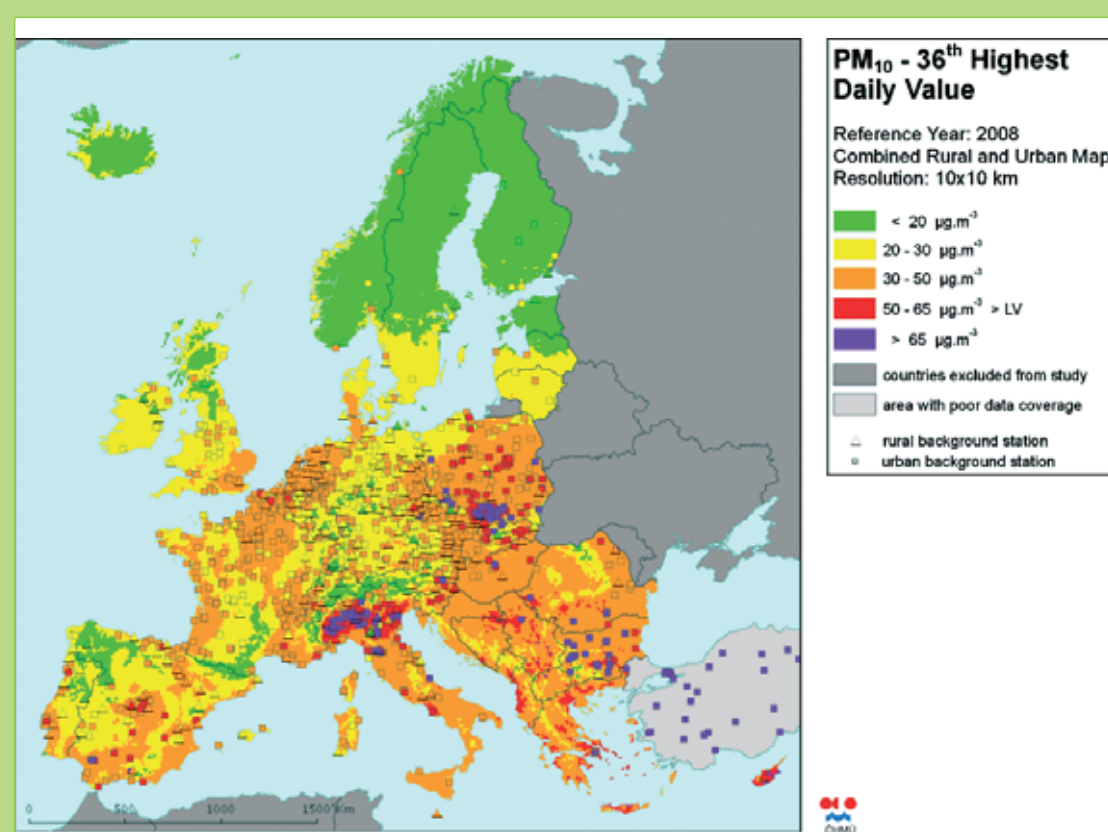 PM₁₀ - 36ᵗʰ Highest
Daily Value
Reference Year: 2008
Combined Rural and Urban Map
Resolution: 10x10 km
< 20 µg.m⁻³
20 - 30 µg.m⁻³
30 - 50 µg.m⁻³
50 - 65 µg.m⁻³ > LV
> 65 µg.m⁻³
countries excluded from study
area with poor data coverage
rural background station
urban background station
0 500 1000 1500 Km
ČHMÚ